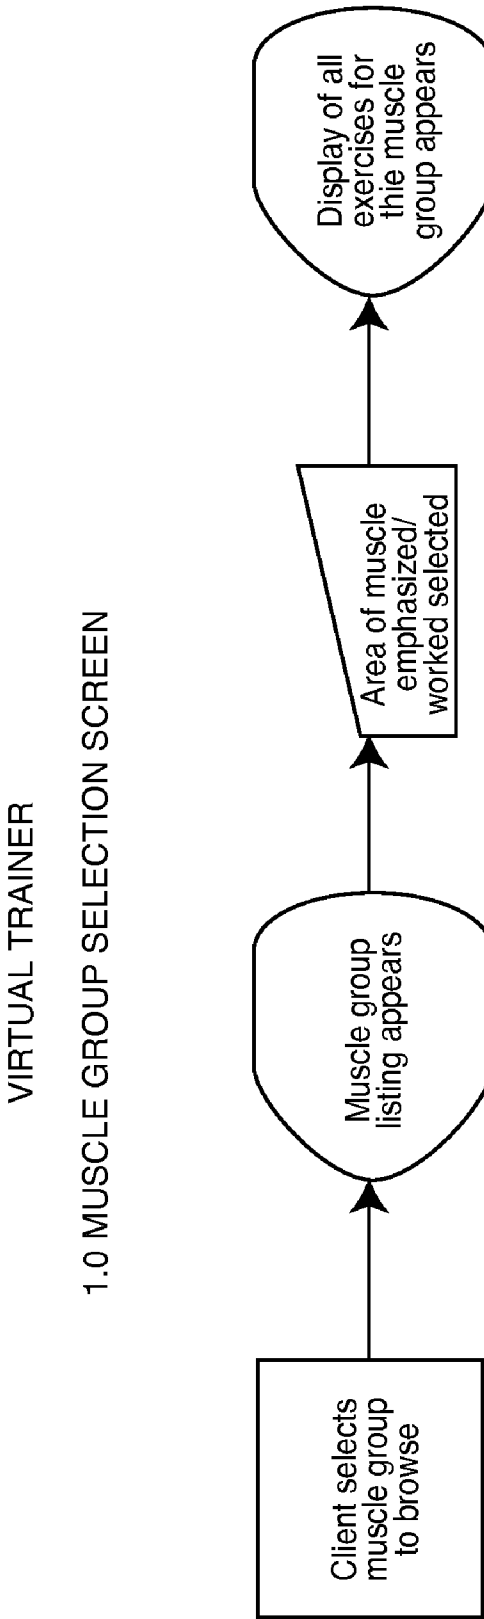 VIRTUAL TRAINER
1.0 MUSCLE GROUP SELECTION SCREEN
Client selects
muscle group
to browse
Muscle group
listing appears
Area of muscle
emphasized/
worked selected
Display of all
exercises for
thie muscle
group appears